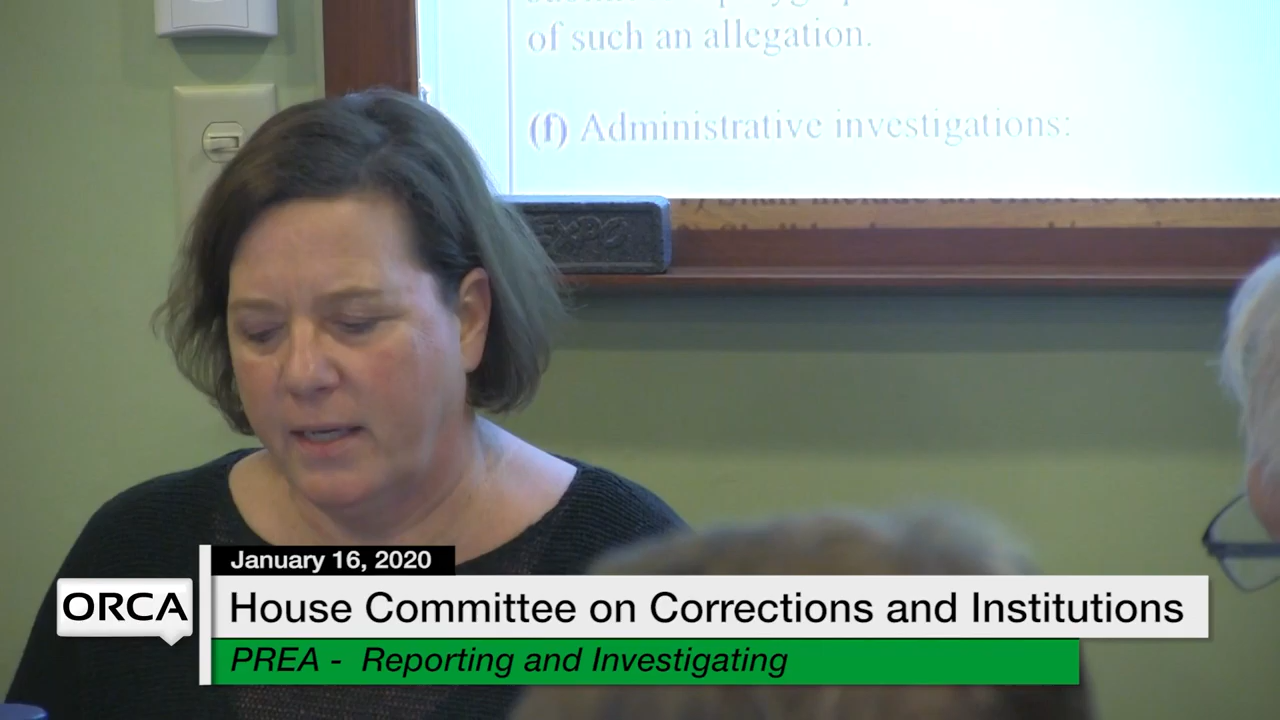 of such an allegation.
(f) Administrative investigations:
EXPO
January 16, 2020
ORCA
House Committee on Corrections and Institutions
PREA - Reporting and Investigating